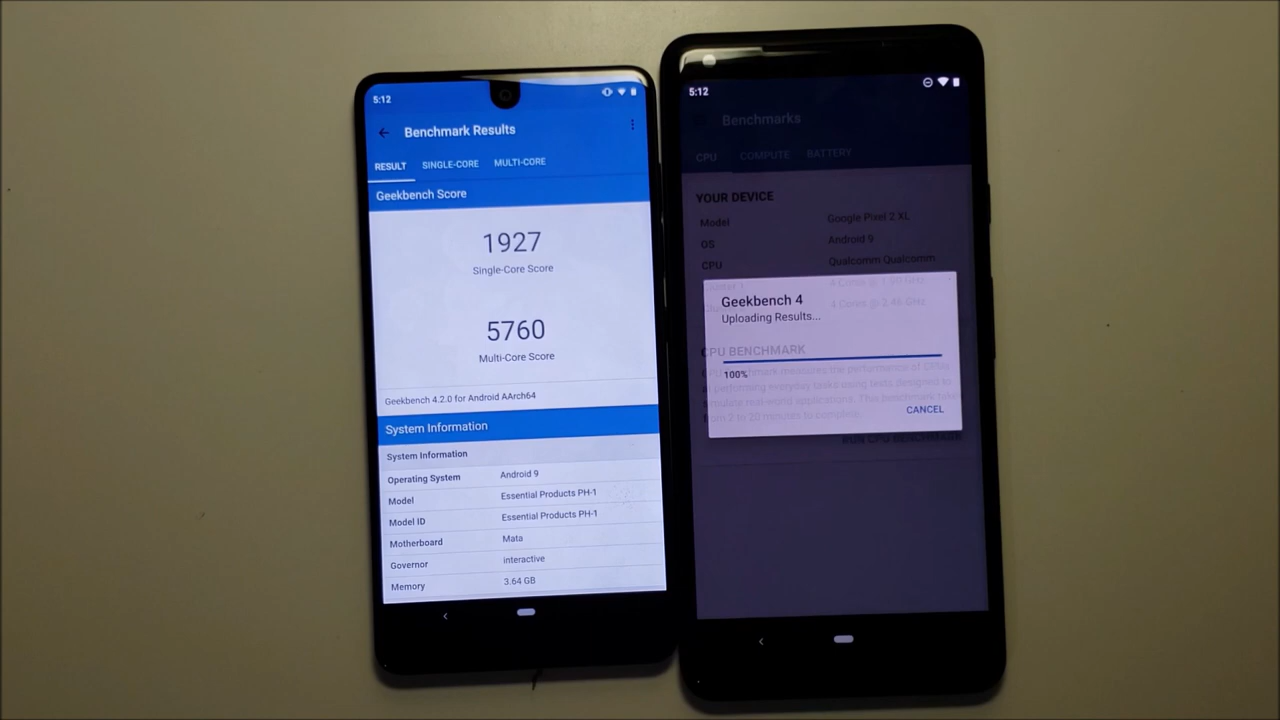 5:12
Benchmark Results
RESULT SINGLE-CORE MULTI-CORE
Geekbench Score
1927
Single-Core Score
5760
Multi-Core Score
Geekbench 4.2.0 for Android AArch64
System Information
System Information
Operating System Android 9
Model Essential Products PH-1
Model ID Essential Products PH-1
Motherboard Mata
Governor interactive
Memory 3.64 GB
5:12
Benchmarks
CPU COMPUTE BATTERY
YOUR DEVICE
Model Google Pixel 2 XL
OS Android 9
CPU Qualcomm Qualcomm
Geekbench 4
Uploading Results...
CPU BENCHMARK
100%
CANCEL
RUN CPU BENCHMARK